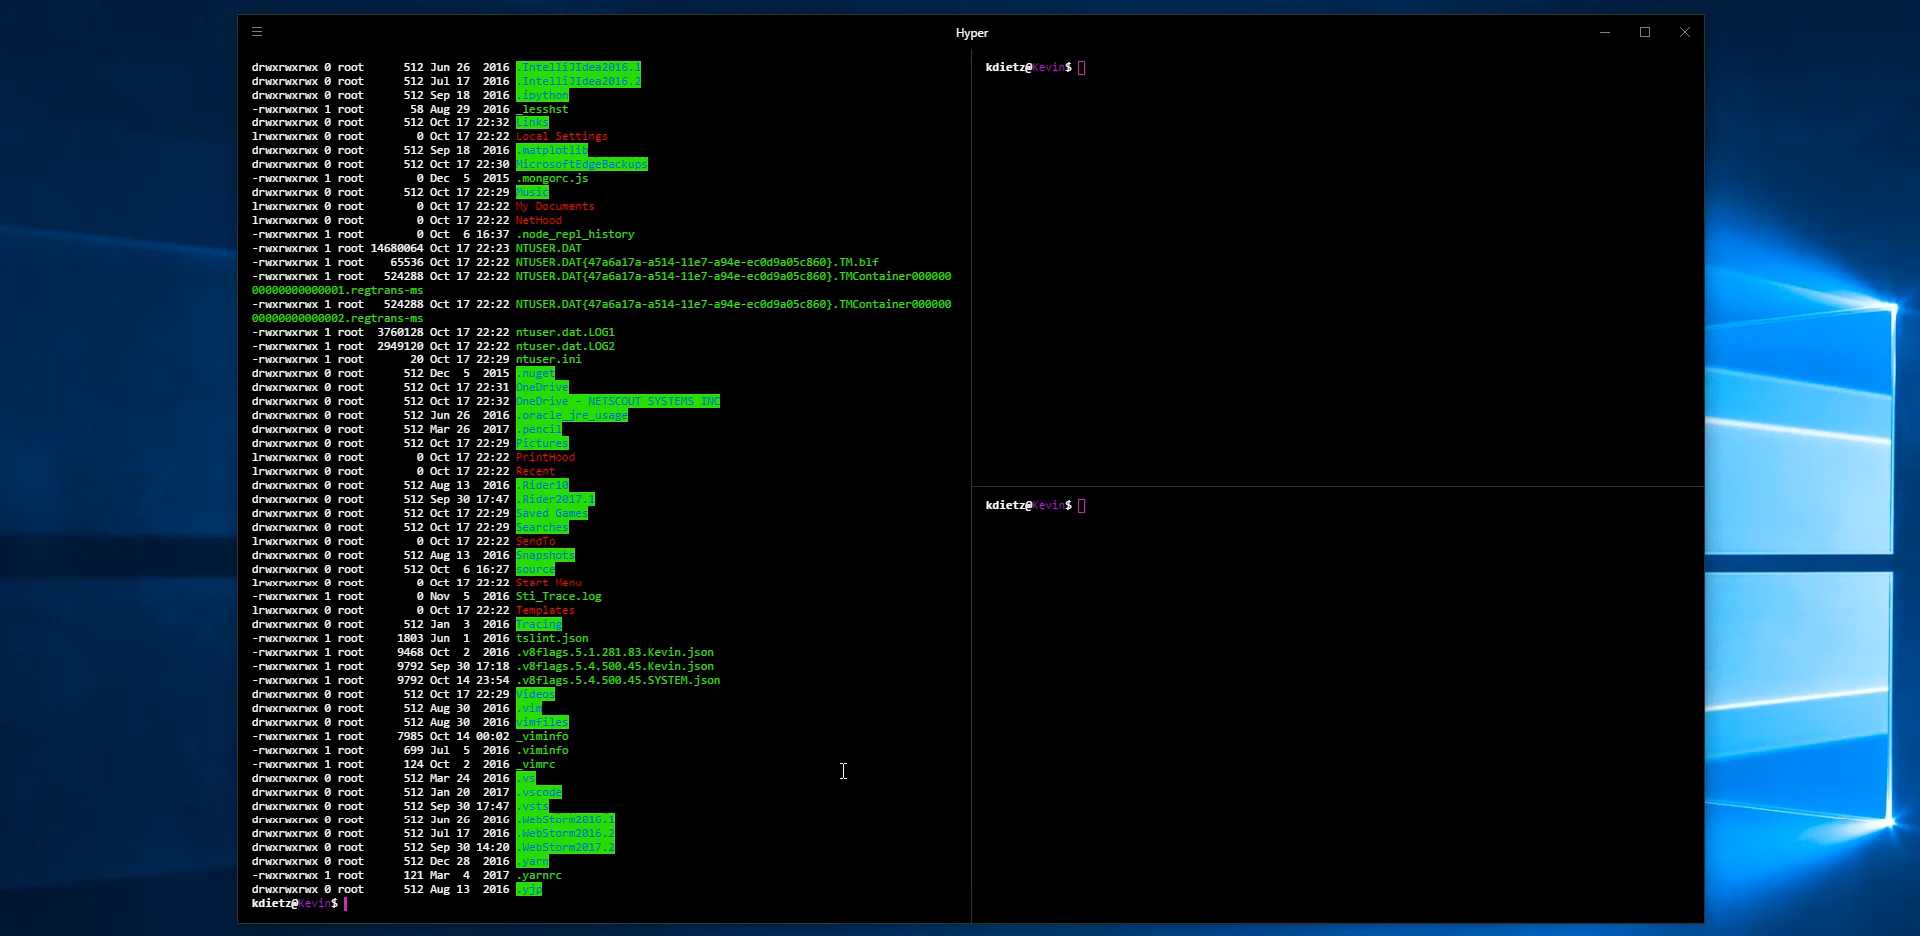 Hyper
drwxrwxrwx 0 root 512 Jun 26 2016 .IntelliJIdea2016.1
drwxrwxrwx 0 root 512 Jul 17 2016 .IntelliJIdea2016.2
drwxrwxrwx 0 root 512 Sep 18 2016 .ipython
-rwxrwxrwx 1 root 58 Aug 29 2016 _lesshst
drwxrwxrwx 0 root 512 Oct 17 22:32 Links
lrwxrwxrwx 0 root 0 Oct 17 22:22 Local Settings
drwxrwxrwx 0 root 512 Sep 18 2016 .matplotlib
drwxrwxrwx 0 root 512 Oct 17 22:30 MicrosoftEdgeBackups
-rwxrwxrwx 1 root 0 Dec 5 2015 .mongorc.js
drwxrwxrwx 0 root 512 Oct 17 22:29 Music
lrwxrwxrwx 0 root 0 Oct 17 22:22 My Documents
lrwxrwxrwx 0 root 0 Oct 17 22:22 NetHood
-rwxrwxrwx 1 root 0 Oct 6 16:37 .node_repl_history
-rwxrwxrwx 1 root 14680064 Oct 17 22:23 NTUSER.DAT
-rwxrwxrwx 1 root 65536 Oct 17 22:22 NTUSER.DAT{47a6a17a-a514-11e7-a94e-ec0d9a05c860}.TM.blf
-rwxrwxrwx 1 root 524288 Oct 17 22:22 NTUSER.DAT{47a6a17a-a514-11e7-a94e-ec0d9a05c860}.TMContainer000000
00000000000001.regtrans-ms
-rwxrwxrwx 1 root 524288 Oct 17 22:22 NTUSER.DAT{47a6a17a-a514-11e7-a94e-ec0d9a05c860}.TMContainer000000
00000000000002.regtrans-ms
-rwxrwxrwx 1 root 3760128 Oct 17 22:22 ntuser.dat.LOG1
-rwxrwxrwx 1 root 2949120 Oct 17 22:22 ntuser.dat.LOG2
-rwxrwxrwx 1 root 20 Oct 17 22:29 ntuser.ini
drwxrwxrwx 0 root 512 Dec 5 2015 .nuget
drwxrwxrwx 0 root 512 Oct 17 22:31 OneDrive
drwxrwxrwx 0 root 512 Oct 17 22:32 OneDrive - NETSCOUT SYSTEMS INC
drwxrwxrwx 0 root 512 Jun 26 2016 .oracle_jre_usage
drwxrwxrwx 0 root 512 Mar 26 2017 .pencil
drwxrwxrwx 0 root 512 Oct 17 22:29 Pictures
lrwxrwxrwx 0 root 0 Oct 17 22:22 PrintHood
lrwxrwxrwx 0 root 0 Oct 17 22:22 Recent
drwxrwxrwx 0 root 512 Aug 13 2016 .Rider10
drwxrwxrwx 0 root 512 Sep 30 17:47 .Rider2017.1
drwxrwxrwx 0 root 512 Oct 17 22:29 Saved Games
drwxrwxrwx 0 root 512 Oct 17 22:29 Searches
lrwxrwxrwx 0 root 0 Oct 17 22:22 SendTo
drwxrwxrwx 0 root 512 Aug 13 2016 Snapshots
drwxrwxrwx 0 root 512 Oct 6 16:27 source
lrwxrwxrwx 0 root 0 Oct 17 22:22 Start Menu
-rwxrwxrwx 1 root 0 Nov 5 2016 Sti_Trace.log
lrwxrwxrwx 0 root 0 Oct 17 22:22 Templates
drwxrwxrwx 0 root 512 Jan 3 2016 Tracing
-rwxrwxrwx 1 root 1803 Jun 1 2016 tslint.json
-rwxrwxrwx 1 root 9468 Oct 2 2016 .v8flags.5.1.281.83.Kevin.json
-rwxrwxrwx 1 root 9792 Sep 30 17:18 .v8flags.5.4.500.45.Kevin.json
-rwxrwxrwx 1 root 9792 Oct 14 23:54 .v8flags.5.4.500.45.SYSTEM.json
drwxrwxrwx 0 root 512 Oct 17 22:29 Videos
drwxrwxrwx 0 root 512 Aug 30 2016 .vim
drwxrwxrwx 0 root 512 Aug 30 2016 vimfiles
-rwxrwxrwx 1 root 7985 Oct 14 00:02 _viminfo
-rwxrwxrwx 1 root 699 Jul 5 2016 .viminfo
-rwxrwxrwx 1 root 124 Oct 2 2016 _vimrc
drwxrwxrwx 0 root 512 Mar 24 2016 .vs
drwxrwxrwx 0 root 512 Jan 20 2017 .vscode
drwxrwxrwx 0 root 512 Sep 30 17:47 .vsts
drwxrwxrwx 0 root 512 Jun 26 2016 .WebStorm2016.1
drwxrwxrwx 0 root 512 Jul 17 2016 .WebStorm2016.2
drwxrwxrwx 0 root 512 Sep 30 14:20 .WebStorm2017.2
drwxrwxrwx 0 root 512 Dec 28 2016 .yarn
-rwxrwxrwx 1 root 121 Mar 4 2017 .yarnrc
drwxrwxrwx 0 root 512 Aug 13 2016 .yjp
kdietz@Kevin$
kdietz@Kevin$
kdietz@Kevin$